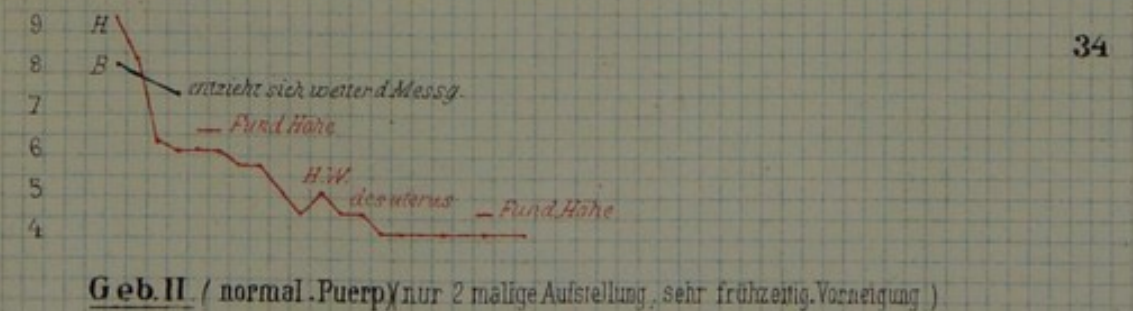 34
9 H
8 B
entzieht sich weiter d Messg.
7
Fund. Höhe
6
H.W.
5
des uterus
Fund. Höhe
4
Geb. II ( normal. Puerp)(nur 2 malige Aufstellung, sehr frühzeitig. Vorneigung )